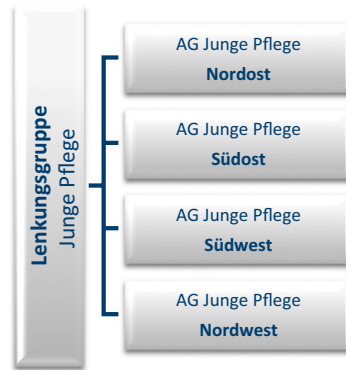 Lenkungsgruppe
Junge Pflege
AG Junge Pflege
Nordost
AG Junge Pflege
Südost
AG Junge Pflege
Südwest
AG Junge Pflege
Nordwest